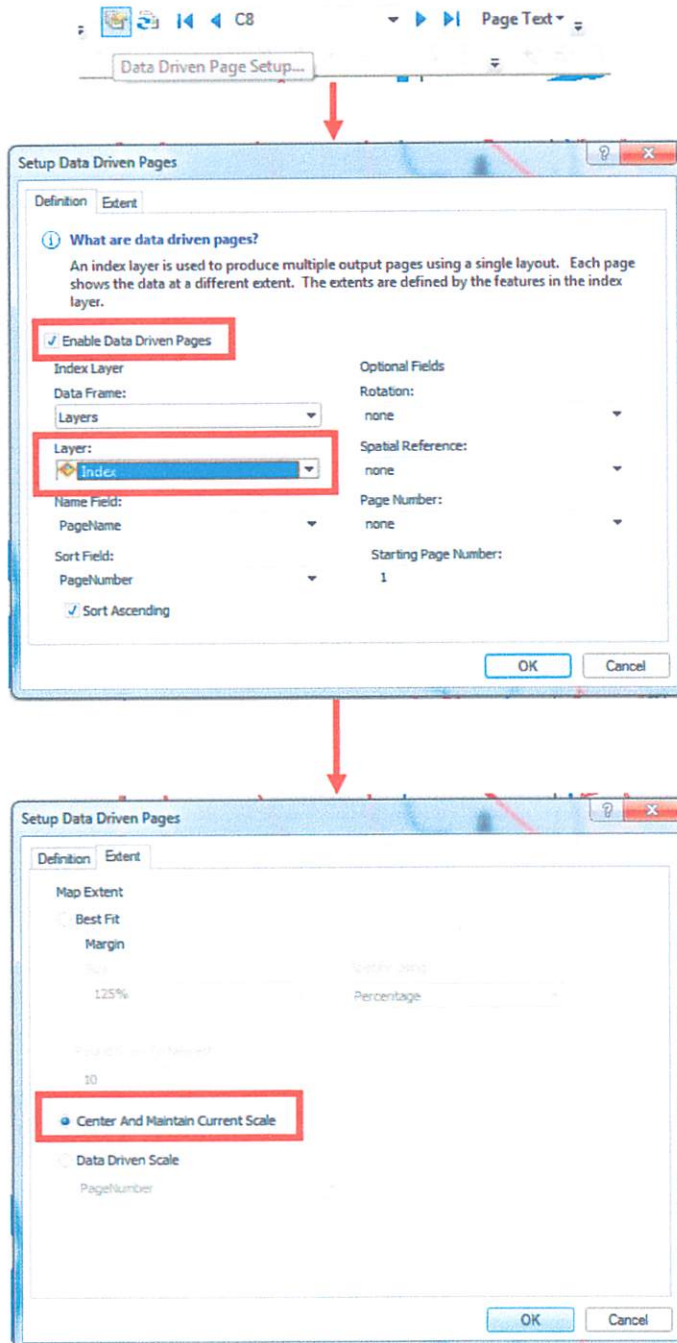 C8 Page Text
Data Driven Page Setup...
Setup Data Driven Pages
Definition Extent
What are data driven pages?
An index layer is used to produce multiple output pages using a single layout. Each page
shows the data at a different extent. The extents are defined by the features in the index
layer.
Enable Data Driven Pages
Index Layer
Optional Fields
Data Frame:
Rotation:
Layers
none
Layer:
Spatial Reference:
Index
none
Name Field:
Page Number:
PageName
none
Sort Field:
Starting Page Number:
PageNumber
1
Sort Ascending
OK Cancel
Setup Data Driven Pages
Definition Extent
Map Extent
Best Fit
Margin
125%
Percentage
10
Center And Maintain Current Scale
Data Driven Scale
PageNumber
OK Cancel